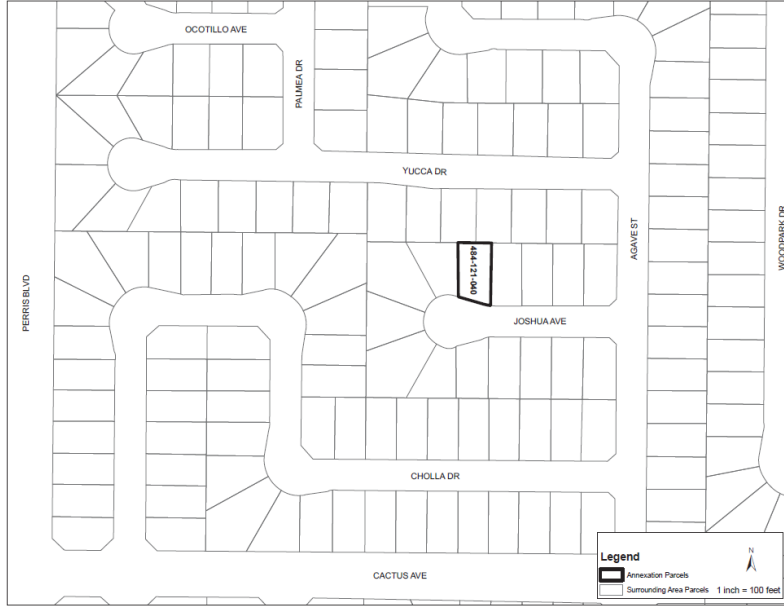 OCOTILLO AVE
PALMEA DR
YUCCA DR
AGAVE ST
WOODPARK DR
PERRIS BLVD
484-121-040
JOSHUA AVE
CHOLLA DR
CACTUS AVE
Legend
Annexation Parcels
Surrounding Area Parcels
N
1 inch = 100 feet